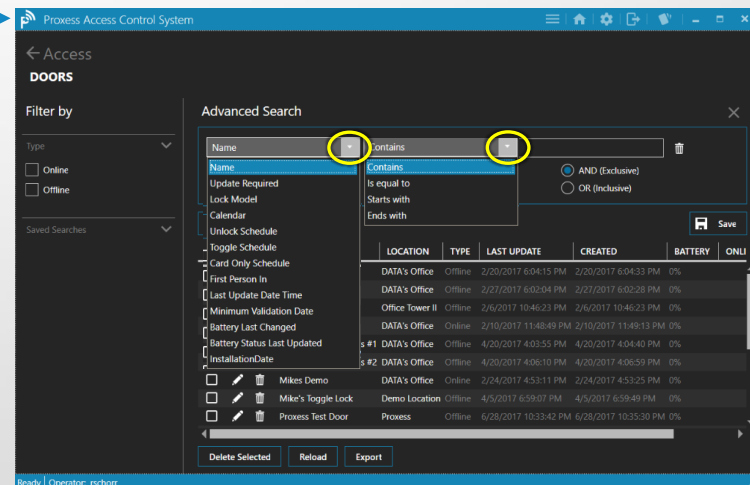 Proxess Access Control System
Access
DOORS
Filter by
Type
Online
Offline
Saved Searches
Advanced Search
Name Contains
Name
Update Required
Lock Model
Calendar
Unlock Schedule
Toggle Schedule
Card Only Schedule
First Person In
Last Update Date Time
Minimum Validation Date
Battery Last Changed
Battery Status Last Updated
InstallationDate
Contains
Is equal to
Starts with
Ends with
AND (Exclusive)
OR (Inclusive)
Save
LOCATION TYPE LAST UPDATE CREATED BATTERY ONLI
DATA's Office Offline 2/20/2017 6:04:15 PM 2/20/2017 6:04:33 PM 0%
DATA's Office Offline 2/27/2017 6:02:04 PM 2/27/2017 6:02:28 PM 0%
Office Tower II Offline 2/6/2017 10:46:23 PM 2/6/2017 10:46:23 PM 0%
DATA's Office Online 2/10/2017 11:48:49 PM 2/10/2017 11:49:13 PM 0%
s #1 DATA's Office Offline 4/20/2017 4:03:55 PM 4/20/2017 4:04:40 PM 0%
s #2 DATA's Office Offline 4/20/2017 4:06:10 PM 4/20/2017 4:06:59 PM 0%
Mikes Demo DATA's Office Online 2/24/2017 4:53:11 PM 2/24/2017 4:53:25 PM 0%
Mike's Toggle Lock Demo Location Offline 4/5/2017 6:59:07 PM 4/5/2017 6:59:49 PM 0%
Proxess Test Door Proxess Offline 6/28/2017 10:33:42 PM 6/28/2017 10:35:30 PM 0%
Delete Selected Reload Export
Ready Operator: rschorr